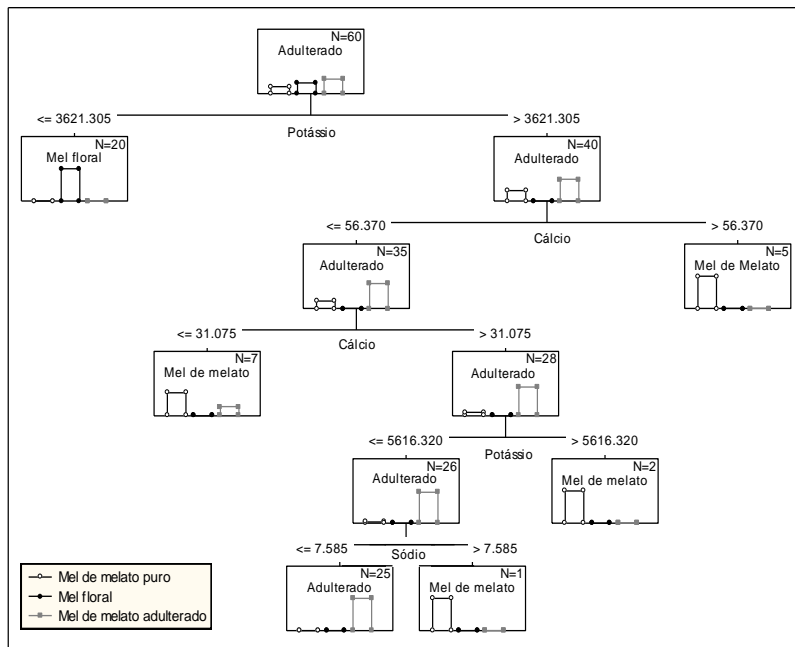 N=60
Adulterado
<= 3621.305
> 3621.305
Potássio
N=20
Mel floral
N=40
Adulterado
<= 56.370
> 56.370
Cálcio
N=35
Adulterado
N=5
Mel de Melato
<= 31.075
> 31.075
Cálcio
N=7
Mel de melato
N=28
Adulterado
<= 5616.320
> 5616.320
Potássio
N=26
Adulterado
N=2
Mel de melato
<= 7.585
> 7.585
Sódio
N=25
Adulterado
N=1
Mel de melato
Mel de melato puro
Mel floral
Mel de melato adulterado